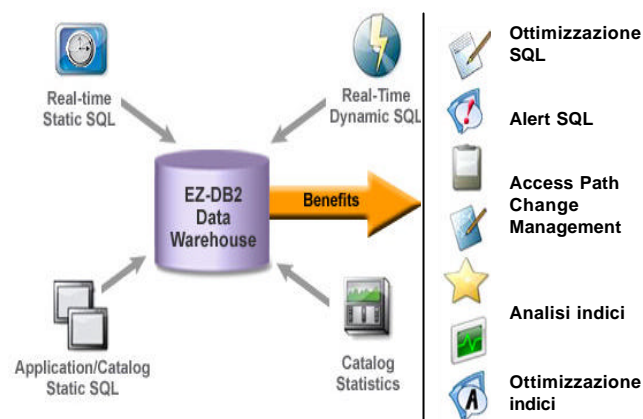 Real-time
Static SQL
Real-Time
Dynamic SQL
EZ-DB2
Data
Warehouse
Benefits
Application/Catalog
Static SQL
Catalog
Statistics
Ottimizzazione
SQL
Alert SQL
Access Path
Change
Management
Analisi indici
Ottimizzazione
indici
A